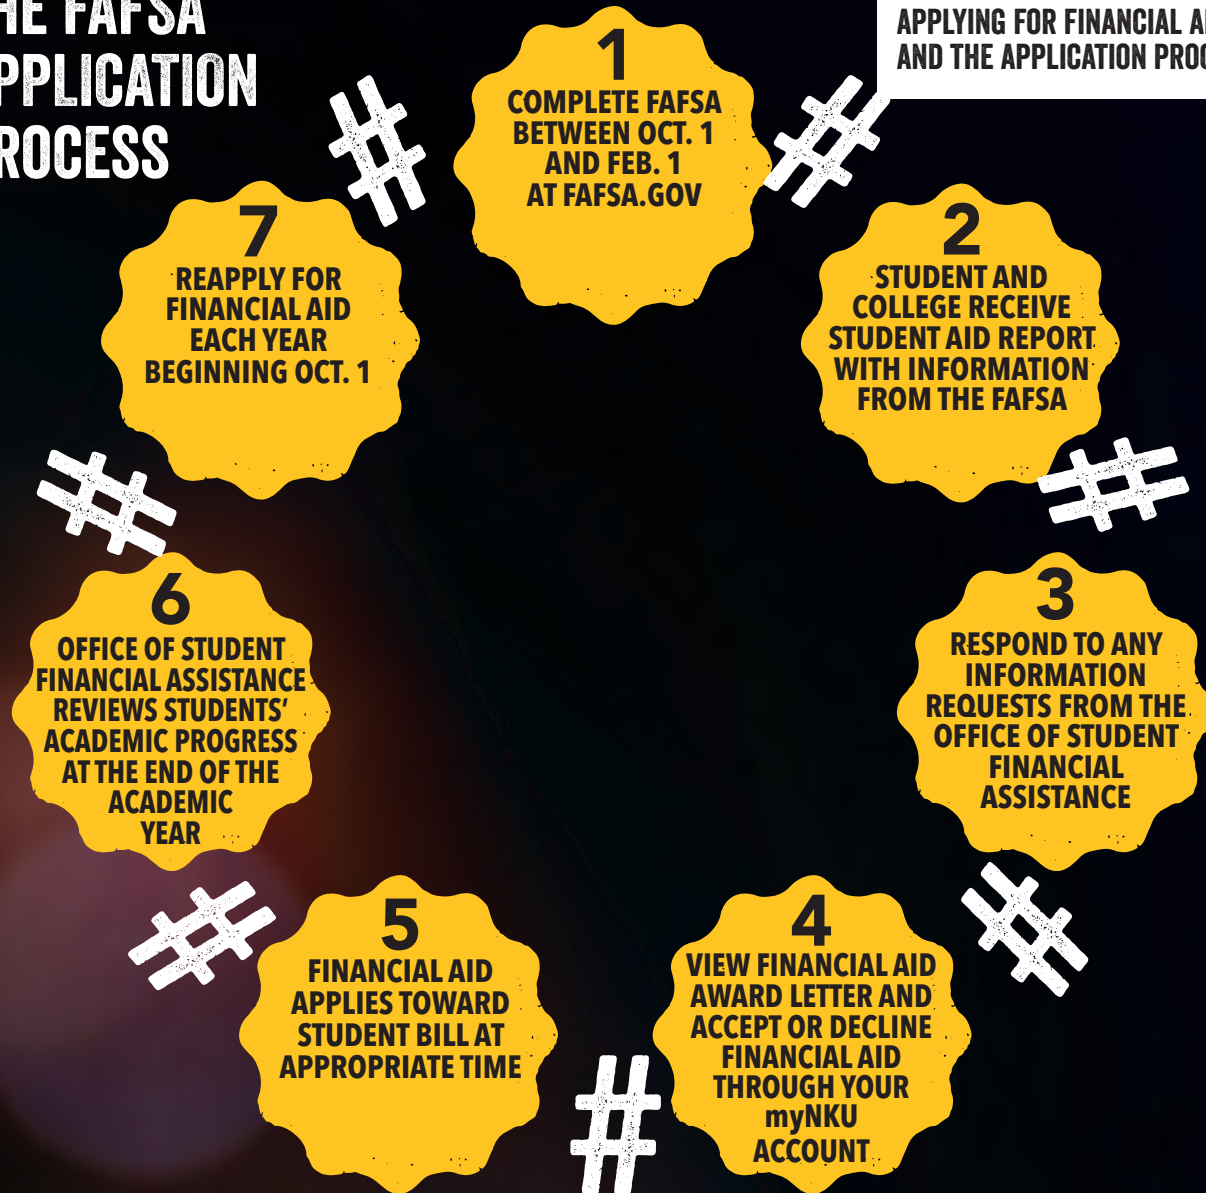 HE FAFSA
PPLICATION
ROCESS
APPLYING FOR FINANCIAL AI
AND THE APPLICATION PROC
1
COMPLETE FAFSA
BETWEEN OCT. 1
AND FEB. 1
AT FAFSA.GOV
#
#
2
STUDENT AND
COLLEGE RECEIVE
STUDENT AID REPORT
WITH INFORMATION
FROM THE FAFSA
#
3
RESPOND TO ANY
INFORMATION
REQUESTS FROM THE
OFFICE OF STUDENT
FINANCIAL
ASSISTANCE
#
4
VIEW FINANCIAL AID
AWARD LETTER AND
ACCEPT OR DECLINE
FINANCIAL AID
THROUGH YOUR
myNKU
ACCOUNT
#
5
FINANCIAL AID
APPLIES TOWARD
STUDENT BILL AT
APPROPRIATE TIME
#
6
OFFICE OF STUDENT
FINANCIAL ASSISTANCE
REVIEWS STUDENTS’
ACADEMIC PROGRESS
AT THE END OF THE
ACADEMIC
YEAR
#
7
REAPPLY FOR
FINANCIAL AID
EACH YEAR
BEGINNING OCT. 1